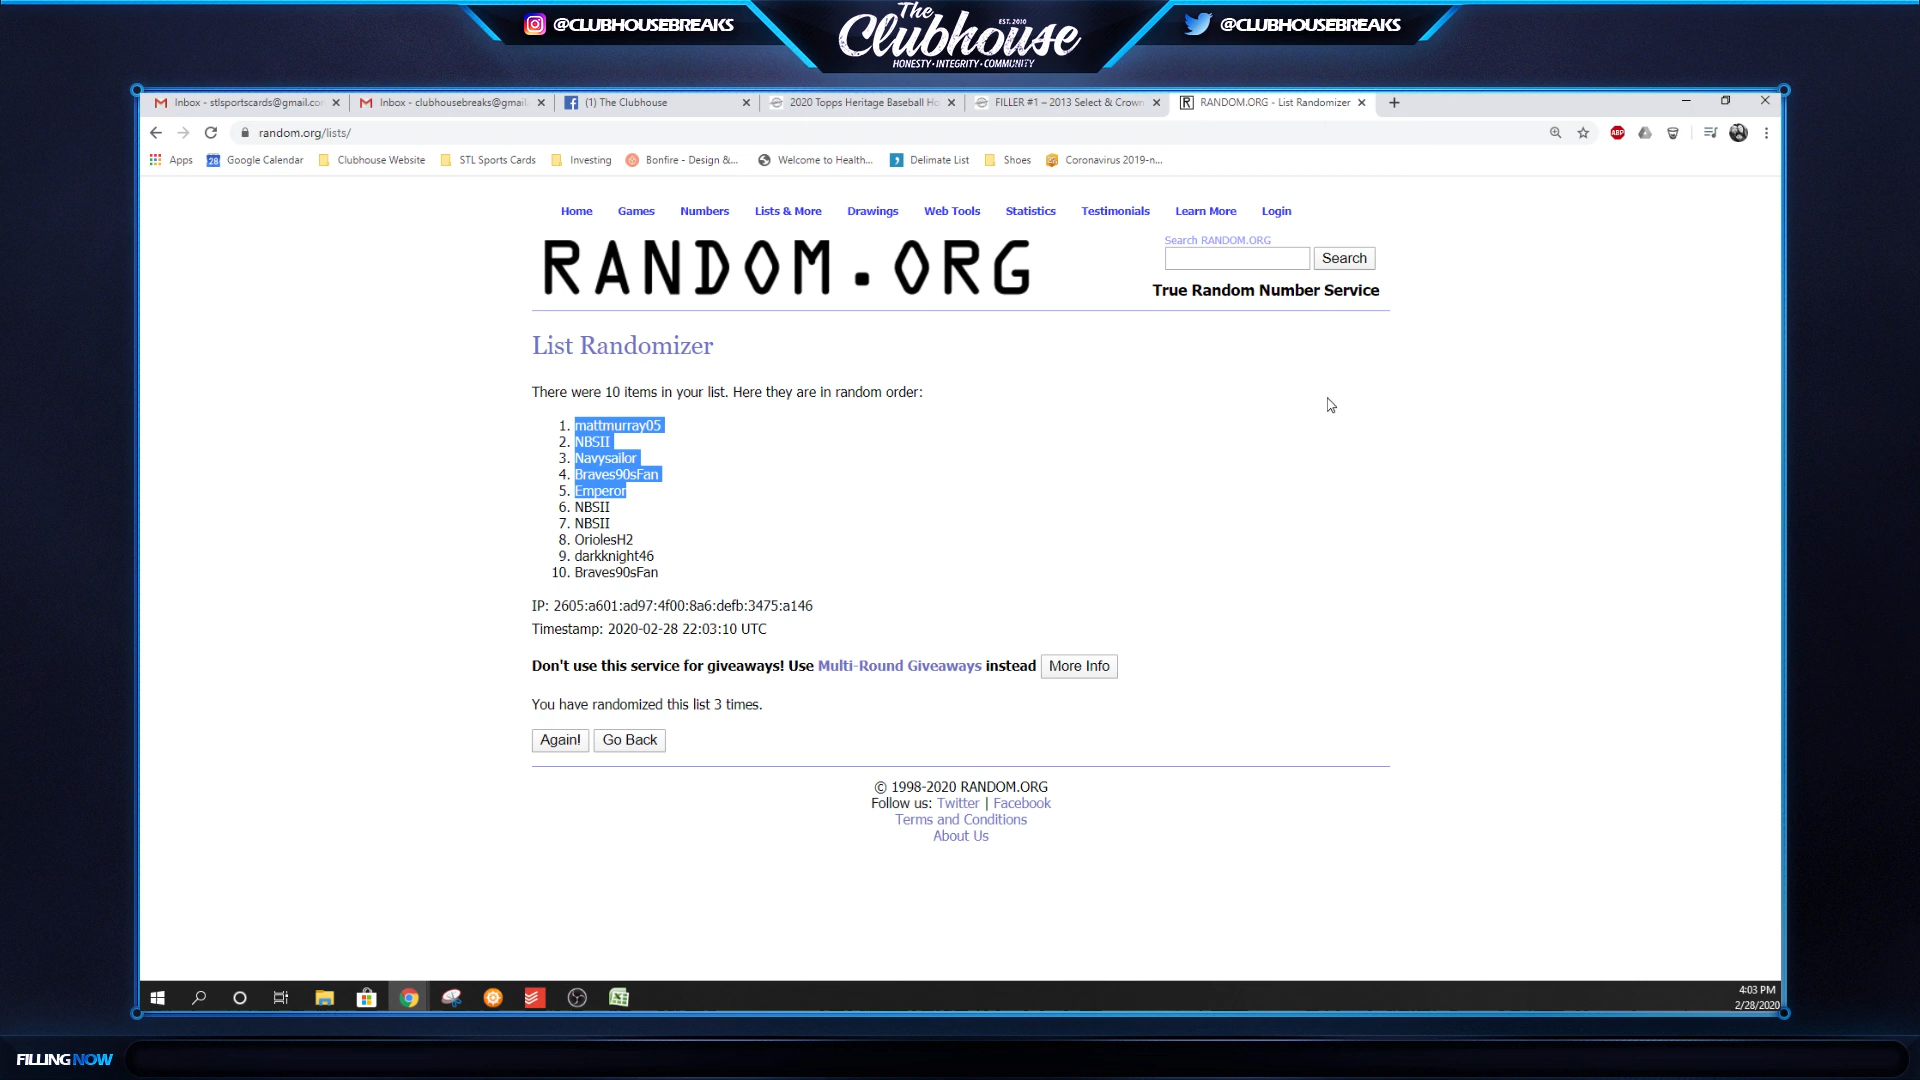 @CLUBHOUSEBREAKS
The Clubhouse
EST. 2010
HONESTY • INTEGRITY • COMMUNITY
@CLUBHOUSEBREAKS
Inbox - stlsportscards@gmail.co
Inbox - clubhousebreaks@gmail.
(1) The Clubhouse
2020 Topps Heritage Baseball Ho
FILLER #1 – 2013 Select & Crown
RANDOM.ORG - List Randomizer
random.org/lists/
ABP
Apps
28
Google Calendar
Clubhouse Website
STL Sports Cards
Investing
Bonfire - Design &...
Welcome to Health...
Delimate List
Shoes
Coronavirus 2019-n...
Home Games Numbers Lists & More Drawings Web Tools Statistics Testimonials Learn More Login
RANDOM.ORG
Search RANDOM.ORG
Search
True Random Number Service
List Randomizer
There were 10 items in your list. Here they are in random order:
1. mattmurray05
2. NBSII
3. Navysailor
4. Braves90sFan
5. Emperor
6. NBSII
7. NBSII
8. OriolesH2
9. darkknight46
10. Braves90sFan
IP: 2605:a601:ad97:4f00:8a6:defb:3475:a146
Timestamp: 2020-02-28 22:03:10 UTC
Don't use this service for giveaways! Use Multi-Round Giveaways instead More Info
You have randomized this list 3 times.
Again! Go Back
© 1998-2020 RANDOM.ORG
Follow us: Twitter | Facebook
Terms and Conditions
About Us
4:03 PM
2/28/2020
FILLING NOW